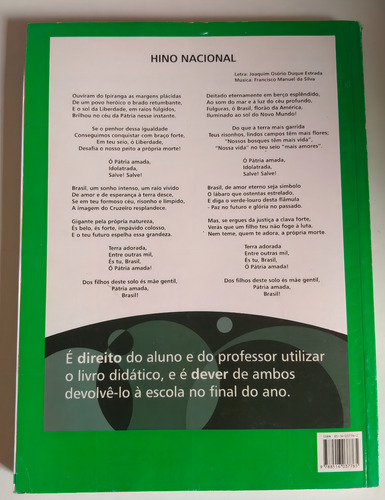 HINO NACIONAL
Letra: Joaquim Osório Duque Estrada
Música: Francisco Manuel da Silva
Ouviram do Ipiranga as margens plácidas
De um povo heróico o brado retumbante,
E o sol da Liberdade, em raios fúlgidos,
Brilhou no céu da Pátria nesse instante.
Se o penhor dessa igualdade
Conseguimos conquistar com braço forte,
Em teu seio, ó Liberdade,
Desafia o nosso peito a própria morte!
Ó Pátria amada,
Idolatrada,
Salve! Salve!
Brasil, um sonho intenso, um raio vívido
De amor e de esperança à terra desce,
Se em teu formoso céu, risonho e límpido,
A imagem do Cruzeiro resplandece.
Gigante pela própria natureza,
És belo, és forte, impávido colosso,
E o teu futuro espelha essa grandeza.
Terra adorada,
Entre outras mil,
És tu, Brasil,
Ó Pátria amada!
Dos filhos deste solo és mãe gentil,
Pátria amada,
Brasil!
Deitado eternamente em berço esplêndido,
Ao som do mar e à luz do céu profundo,
Fulguras, ó Brasil, florão da América,
Iluminado ao sol do Novo Mundo!
Do que a terra mais garrida
Teus risonhos, lindos campos têm mais flores;
"Nossos bosques têm mais vida",
"Nossa vida" no teu seio "mais amores".
Ó Pátria amada,
Idolatrada,
Salve! Salve!
Brasil, de amor eterno seja símbolo
O lábaro que ostentas estrelado,
E diga o verde-louro desta flâmula
- Paz no futuro e glória no passado.
Mas, se ergues da justiça a clava forte,
Verás que um filho teu não foge à luta,
Nem teme, quem te adora, a própria morte.
Terra adorada
Entre outras mil,
És tu, Brasil,
Ó Pátria amada!
Dos filhos deste solo és mãe gentil,
Pátria amada,
Brasil!
É direito do aluno e do professor utilizar
o livro didático, e é dever de ambos
devolvê-lo à escola no final do ano.